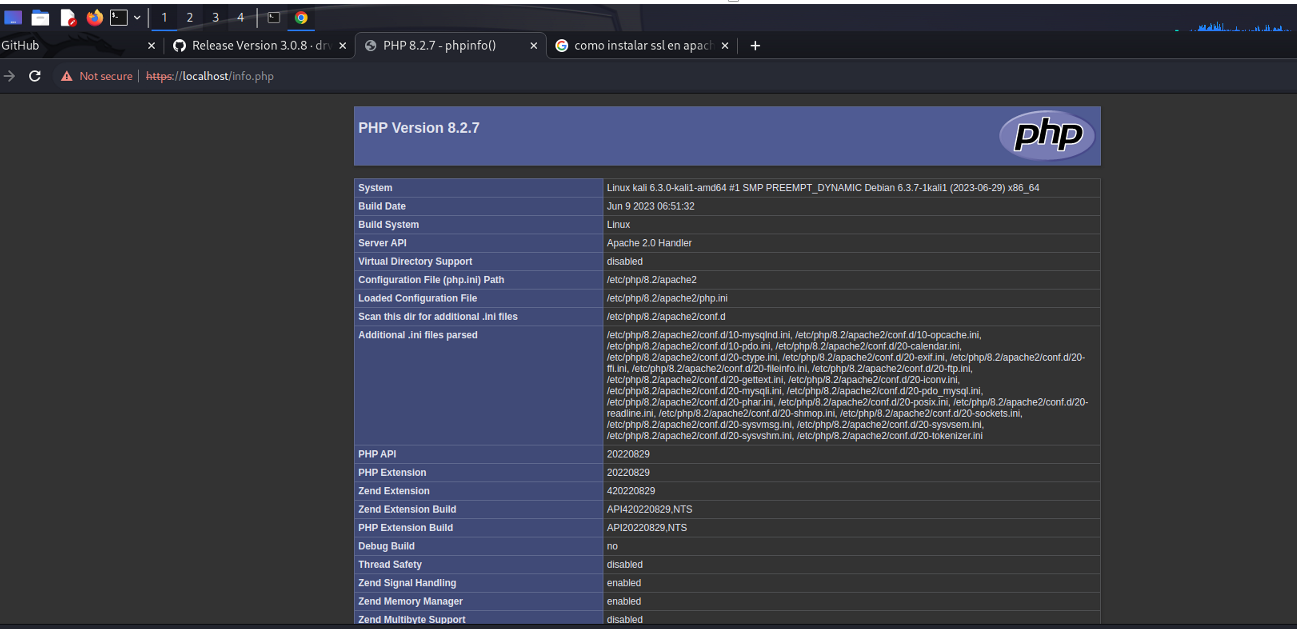 1 2 3 4
GitHub
Release Version 3.0.8 · drv
PHP 8.2.7 - phpinfo()
como instalar ssl en apach
Not secure | https://localhost/info.php
PHP Version 8.2.7
php
System Linux kali 6.3.0-kali1-amd64 #1 SMP PREEMPT_DYNAMIC Debian 6.3.7-1kali1 (2023-06-29) x86_64
Build Date Jun 9 2023 06:51:32
Build System Linux
Server API Apache 2.0 Handler
Virtual Directory Support disabled
Configuration File (php.ini) Path /etc/php/8.2/apache2
Loaded Configuration File /etc/php/8.2/apache2/php.ini
Scan this dir for additional .ini files /etc/php/8.2/apache2/conf.d
Additional .ini files parsed /etc/php/8.2/apache2/conf.d/10-mysqlnd.ini, /etc/php/8.2/apache2/conf.d/10-opcache.ini,
/etc/php/8.2/apache2/conf.d/10-pdo.ini, /etc/php/8.2/apache2/conf.d/20-calendar.ini,
/etc/php/8.2/apache2/conf.d/20-ctype.ini, /etc/php/8.2/apache2/conf.d/20-exif.ini, /etc/php/8.2/apache2/conf.d/20-
ffi.ini, /etc/php/8.2/apache2/conf.d/20-fileinfo.ini, /etc/php/8.2/apache2/conf.d/20-ftp.ini,
/etc/php/8.2/apache2/conf.d/20-gettext.ini, /etc/php/8.2/apache2/conf.d/20-iconv.ini,
/etc/php/8.2/apache2/conf.d/20-mysqli.ini, /etc/php/8.2/apache2/conf.d/20-pdo_mysql.ini,
/etc/php/8.2/apache2/conf.d/20-phar.ini, /etc/php/8.2/apache2/conf.d/20-posix.ini, /etc/php/8.2/apache2/conf.d/20-
readline.ini, /etc/php/8.2/apache2/conf.d/20-shmop.ini, /etc/php/8.2/apache2/conf.d/20-sockets.ini,
/etc/php/8.2/apache2/conf.d/20-sysvmsg.ini, /etc/php/8.2/apache2/conf.d/20-sysvsem.ini,
/etc/php/8.2/apache2/conf.d/20-sysvshm.ini, /etc/php/8.2/apache2/conf.d/20-tokenizer.ini
PHP API 20220829
PHP Extension 20220829
Zend Extension 420220829
Zend Extension Build API420220829,NTS
PHP Extension Build API20220829,NTS
Debug Build no
Thread Safety disabled
Zend Signal Handling enabled
Zend Memory Manager enabled
Zend Multibyte Support disabled